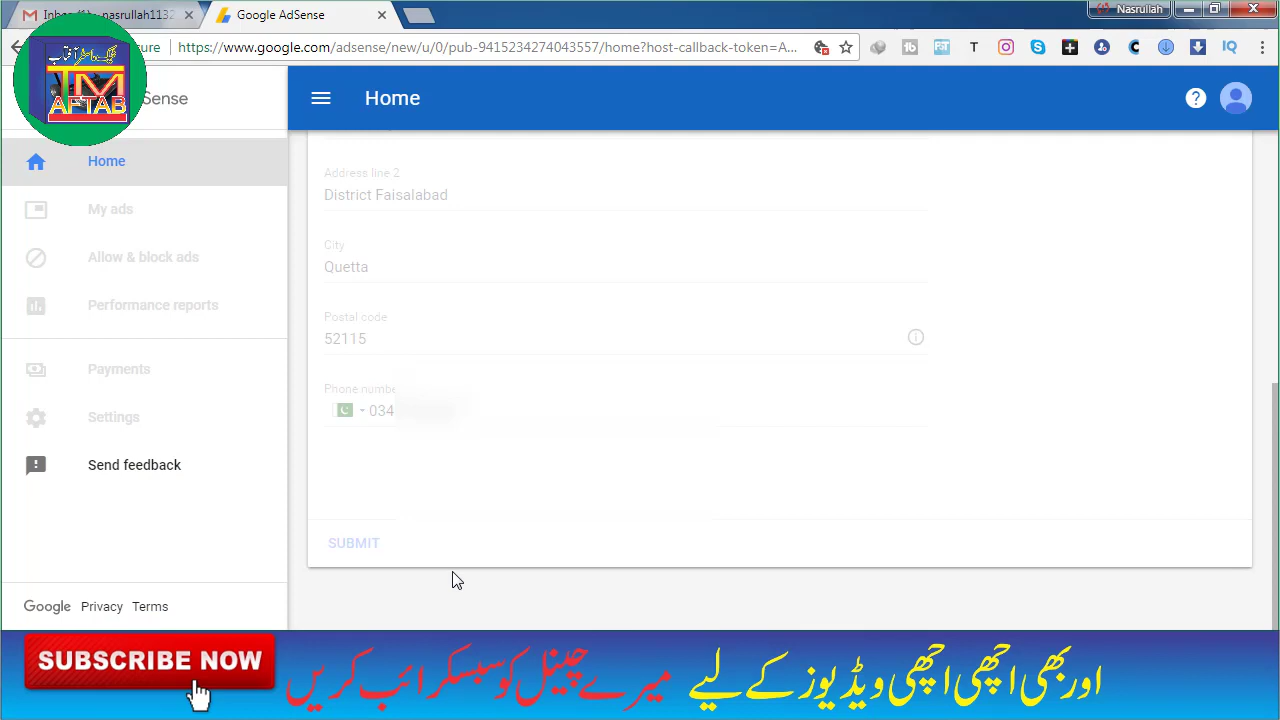 Google AdSense
Nasrullah
https://www.google.com/adsense/new/u/0/pub-9415234274043557/home?host-callback-token=A...
TM
AFTAB
Sense
Home
Home
My ads
Allow & block ads
Performance reports
Payments
Settings
Send feedback
Address line 2
District Faisalabad
City
Quetta
Postal code
52115
Phone numbe
034
SUBMIT
Google Privacy Terms
SUBSCRIBE NOW
اور بھی اچھی اچھی ویڈیوز کے لیے میرے چینل کو سبسکرائب کریں